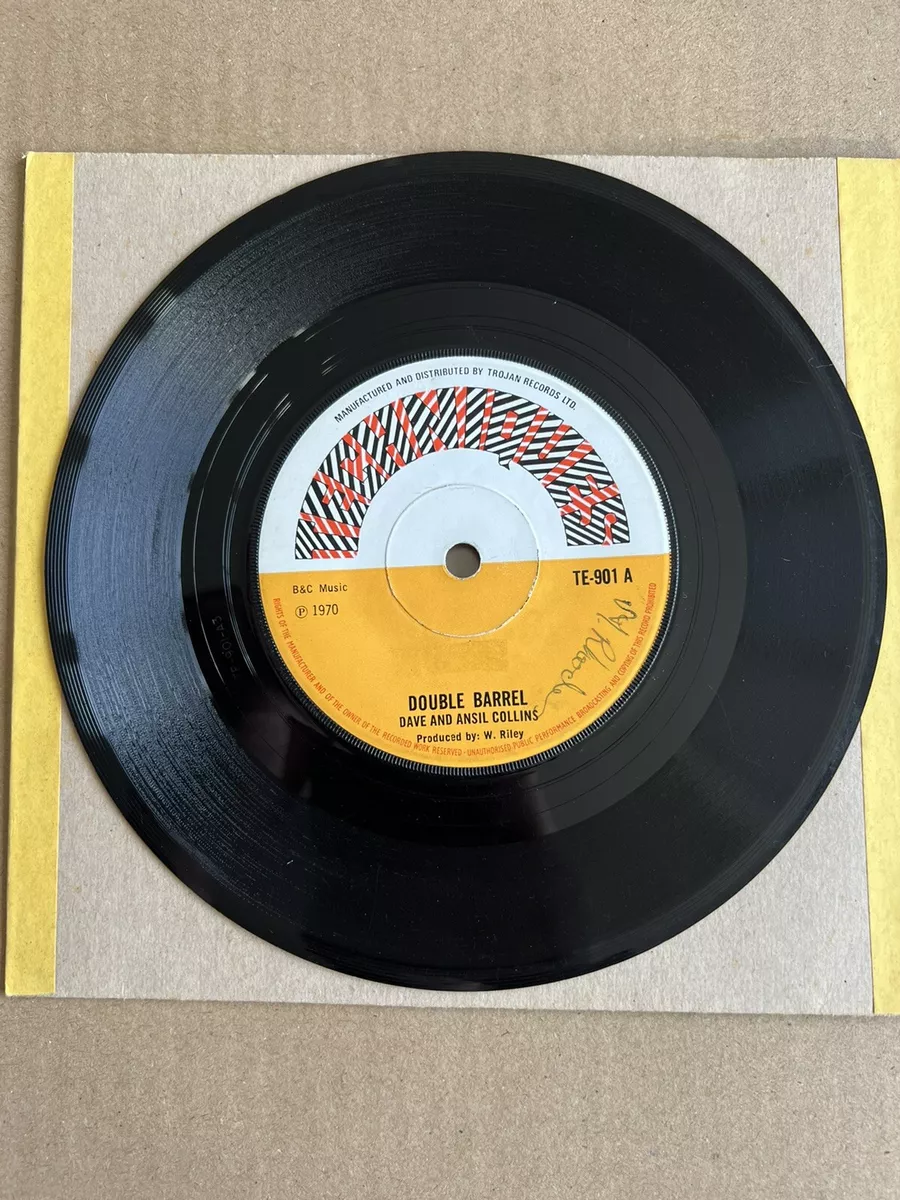 MANUFACTURED AND DISTRIBUTED BY TROJAN RECORDS LTD.
TECHNIQUES
B&C Music
℗ 1970
TE-901 A
DOUBLE BARREL
DAVE AND ANSIL COLLINS
Produced by: W. Riley
RIGHTS OF THE MANUFACTURER AND OF THE OWNER OF THE RECORDED WORK RESERVED - UNAUTHORISED PUBLIC PERFORMANCE BROADCASTING AND COPYING OF THIS RECORD PROHIBITED